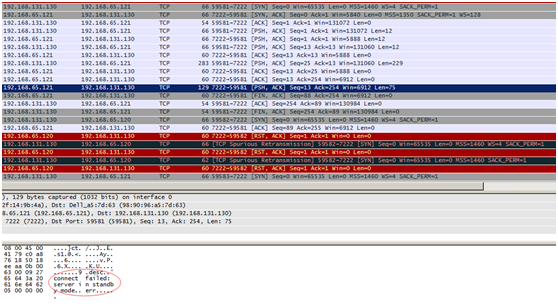 192.168.131.130 192.168.65.121 TCP 66 59581→7222 [SYN] Seq=0 Win=65535 Len=0 MSS=1460 WS=4 SACK_PERM=1
192.168.65.121 192.168.131.130 TCP 66 7222→59581 [SYN, ACK] Seq=0 Ack=1 Win=5840 Len=0 MSS=1350 SACK_PERM=1 WS=128
192.168.131.130 192.168.65.121 TCP 54 59581→7222 [ACK] Seq=1 Ack=1 Win=131072 Len=0
192.168.131.130 192.168.65.121 TCP 66 59581→7222 [PSH, ACK] Seq=1 Ack=1 Win=131072 Len=12
192.168.65.121 192.168.131.130 TCP 66 7222→59581 [PSH, ACK] Seq=1 Ack=13 Win=65160 Len=12
192.168.65.121 192.168.131.130 TCP 60 7222→59581 [ACK] Seq=13 Ack=13 Win=5888 Len=0
192.168.131.130 192.168.65.121 TCP 283 59581→7222 [PSH, ACK] Seq=13 Ack=25 Win=65160 Len=229
192.168.65.121 192.168.131.130 TCP 60 7222→59581 [ACK] Seq=13 Ack=25 Win=5888 Len=0
192.168.65.121 192.168.131.130 TCP 60 7222→59581 [ACK] Seq=13 Ack=254 Win=6912 Len=0
192.168.65.121 192.168.131.130 TCP 129 7222→59581 [PSH, ACK] Seq=13 Ack=254 Win=6912 Len=75
192.168.65.121 192.168.131.130 TCP 60 7222→59581 [FIN, ACK] Seq=88 Ack=254 Win=6912 Len=0
192.168.131.130 192.168.65.121 TCP 54 59581→7222 [ACK] Seq=254 Ack=89 Win=130984 Len=0
192.168.131.130 192.168.65.121 TCP 54 59581→7222 [FIN, ACK] Seq=254 Ack=89 Win=130984 Len=0
192.168.131.130 192.168.65.120 TCP 66 59582→7222 [SYN] Seq=0 Win=65535 Len=0 MSS=1460 WS=4 SACK_PERM=1
192.168.65.121 192.168.131.130 TCP 60 7222→59581 [ACK] Seq=89 Ack=255 Win=6912 Len=0
192.168.65.120 192.168.131.130 TCP 60 7222→59582 [RST, ACK] Seq=1 Ack=1 Win=0 Len=0
192.168.131.130 192.168.65.120 TCP 66 [TCP Spurious Retransmission] 59582→7222 [SYN] Seq=0 Win=65535 Len=0 MSS=1460 WS=4 SACK_PERM=1
192.168.65.120 192.168.131.130 TCP 60 7222→59582 [RST, ACK] Seq=1 Ack=1 Win=0 Len=0
192.168.131.130 192.168.65.120 TCP 62 [TCP Spurious Retransmission] 59582→7222 [SYN] Seq=0 Win=65535 Len=0 MSS=1460 SACK_PERM=1
192.168.65.120 192.168.131.130 TCP 60 7222→59582 [RST, ACK] Seq=1 Ack=1 Win=0 Len=0
), 129 bytes captured (1032 bits) on interface 0
2f:14:9b:4a), Dst: Dell_a5:7d:63 (98:90:96:a5:7d:63)
8.65.121 (192.168.65.121), Dst: 192.168.131.130 (192.168.131.130)
7222 (7222), Dst Port: 59581 (59581), Seq: 13, Ack: 254, Len: 75
08 00 45 00
41 79 c0 a8
76 18 50 18
ee aa 0b 00
63 00 09 27
65 64 3a 20
61 6e 64 62
05 00 00 00
connect failed:
server in standb
y mode.. err.....